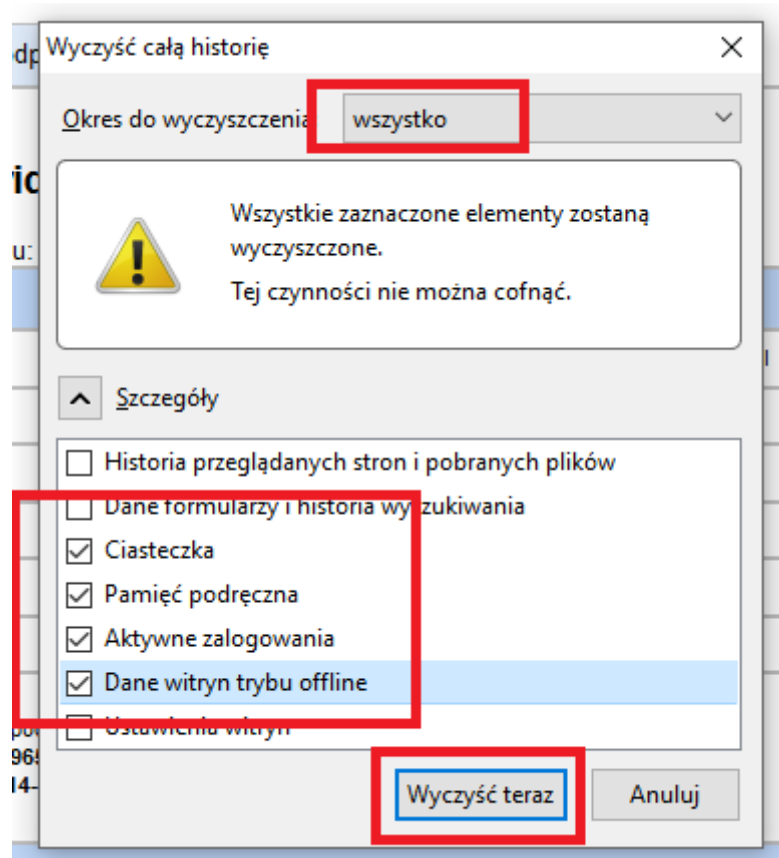 Wyczyść całą historię
Okres do wyczyszczenia
wszystko
Wszystkie zaznaczone elementy zostaną
wyczyszczone.
Tej czynności nie można cofnąć.
Szczegóły
Historia przeglądanych stron i pobranych plików
Dane formularzy i historia wyszukiwania
Ciasteczka
Pamięć podręczna
Aktywne zalogowania
Dane witryn trybu offline
Ustawienia witryn
Wyczyść teraz
Anuluj